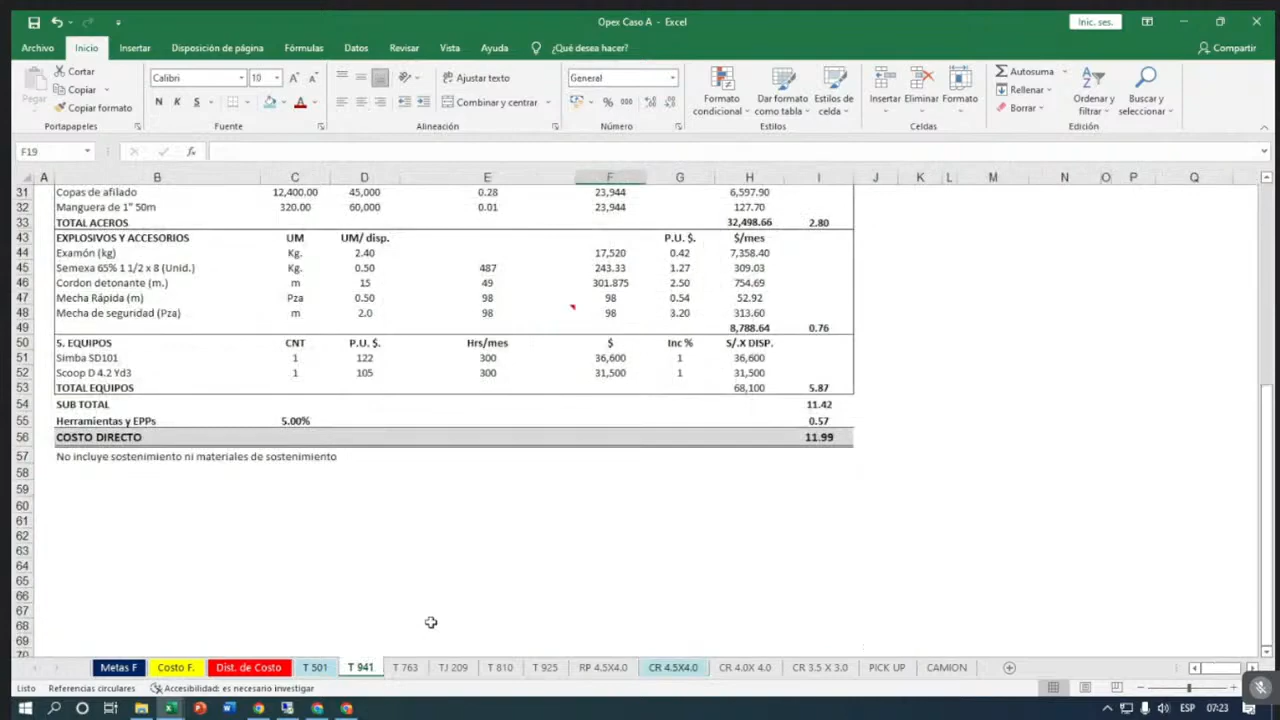 Opex Caso A - Excel
Inic. ses.
Archivo Inicio Insertar Disposición de página Fórmulas Datos Revisar Vista Ayuda ¿Qué desea hacer? Compartir
Pegar
Cortar
Copiar
Copiar formato
Portapapeles
Calibri 10
N K S
Fuente
Ajustar texto
Combinar y centrar
Alineación
General
% 000
Número
Formato condicional
Dar formato como tabla
Estilos de celda
Estilos
Insertar Eliminar Formato
Celdas
Autosuma
Rellenar
Borrar
Ordenar y filtrar
Buscar y seleccionar
Edición
F19 fx
A B C D E F G H I J K L M N O P Q
31 Copas de afilado 12,400.00 45,000 0.28 23,944 6,597.90
32 Manguera de 1" 50m 320.00 60,000 0.01 23,944 127.70
33 TOTAL ACEROS 32,498.66 2.80
43 EXPLOSIVOS Y ACCESORIOS UM UM/ disp. P.U. $. $/mes
44 Examón (kg) Kg. 2.40 17,520 0.42 7,358.40
45 Semexa 65% 1 1/2 x 8 (Unid.) Kg. 0.50 487 243.33 1.27 309.03
46 Cordon detonante (m.) m 15 49 301.875 2.50 754.69
47 Mecha Rápida (m) Pza 0.50 98 98 0.54 52.92
48 Mecha de seguridad (Pza) m 2.0 98 98 3.20 313.60
49 8,788.64 0.76
50 5. EQUIPOS CNT P.U. $. Hrs/mes $ Inc % S/.X DISP.
51 Simba SD101 1 122 300 36,600 1 36,600
52 Scoop D 4.2 Yd3 1 105 300 31,500 1 31,500
53 TOTAL EQUIPOS 68,100 5.87
54 SUB TOTAL 11.42
55 Herramientas y EPPs 5.00% 0.57
56 COSTO DIRECTO 11.99
57 No incluye sostenimiento ni materiales de sostenimiento
58
59
60
61
62
63
64
65
66
67
68
69
70
Metas F Costo F. Dist. de Costo T 501 T 941 T 763 TJ 209 T 810 T 925 RP 4.5X4.0 CR 4.5X4.0 CR 4.0X 4.0 CR 3.5 X 3.0 PICK UP CAMION
Listo Referencias circulares Accesibilidad: es necesario investigar
ESP 07:23